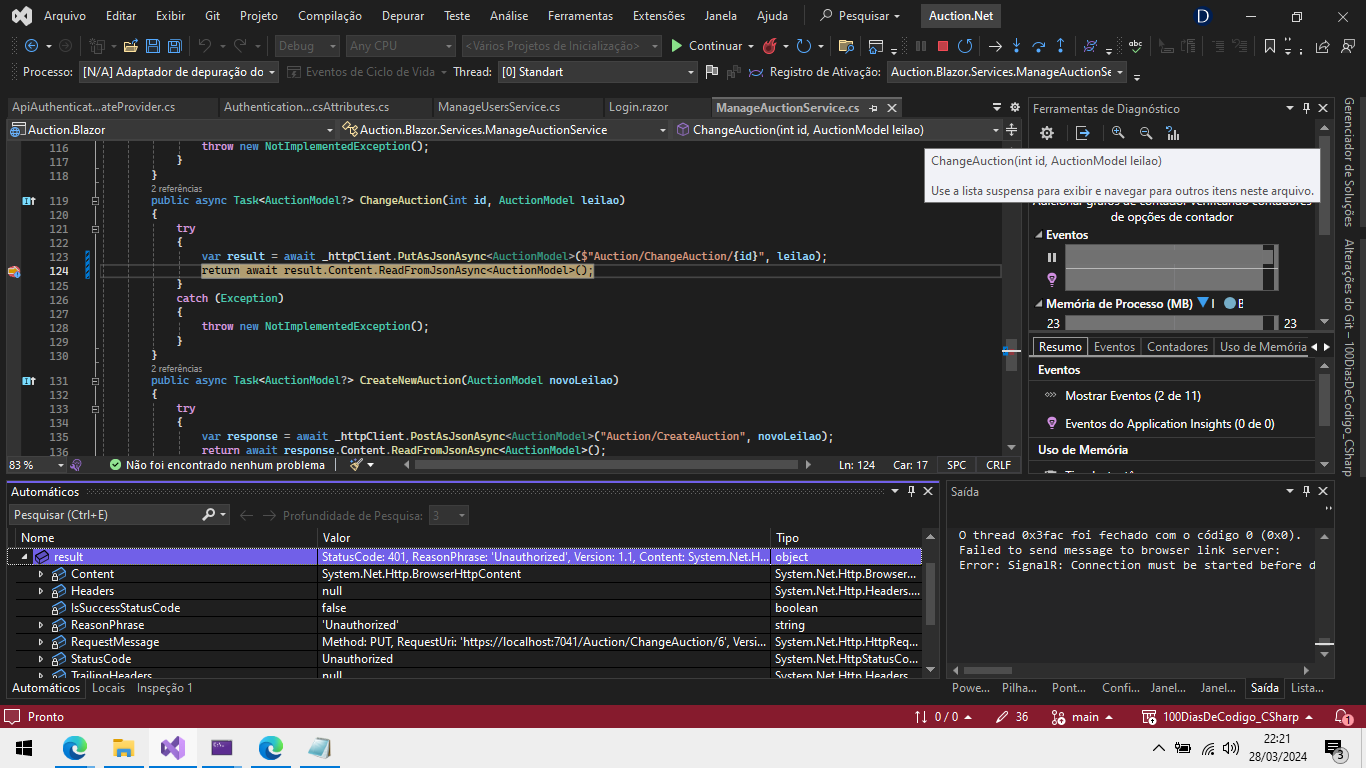 Arquivo Editar Exibir Git Projeto Compilação Depurar Teste Análise Ferramentas Extensões Janela Ajuda Pesquisar Auction.Net D
Debug Any CPU <Vários Projetos de Inicialização> Continuar
Processo: [N/A] Adaptador de depuração do Eventos de Ciclo de Vida Thread: [0] Standart Registro de Ativação: Auction.Blazor.Services.ManageAuctionSe
ApiAuthenticat...ateProvider.cs Authentication...csAttributes.cs ManageUsersService.cs Login.razor ManageAuctionService.cs
Auction.Blazor Auction.Blazor.Services.ManageAuctionService ChangeAuction(int id, AuctionModel leilao)
116 throw new NotImplementedException();
117 }
118 }
2 referências
119 public async Task<AuctionModel?> ChangeAuction(int id, AuctionModel leilao)
120 {
121 try
122 {
123 var result = await _httpClient.PutAsJsonAsync<AuctionModel>($"Auction/ChangeAuction/{id}", leilao);
124 return await result.Content.ReadFromJsonAsync<AuctionModel>();
125 }
126 catch (Exception)
127 {
128 throw new NotImplementedException();
129 }
130 }
2 referências
131 public async Task<AuctionModel?> CreateNewAuction(AuctionModel novoLeilao)
132 {
133 try
134 {
135 var response = await _httpClient.PostAsJsonAsync<AuctionModel>("Auction/CreateAuction", novoLeilao);
136 return await response.Content.ReadFromJsonAsync<AuctionModel>();
83 % Não foi encontrado nenhum problema Ln: 124 Car: 17 SPC CRLF
Ferramentas de Diagnóstico
ChangeAuction(int id, AuctionModel leilao)
Use a lista suspensa para exibir e navegar para outros itens neste arquivo.
Adicionar gráfos de contador verificando contadores
de opções de contador
Eventos
Memória de Processo (MB) I B
23 23
Resumo Eventos Contadores Uso de Memória
Eventos
Mostrar Eventos (2 de 11)
Eventos do Application Insights (0 de 0)
Uso de Memória
Gerenciador de Soluções
Alterações do Git – 100DiasDeCodigo_CSharp
Automáticos
Pesquisar (Ctrl+E) Profundidade de Pesquisa: 3
Nome Valor Tipo
result StatusCode: 401, ReasonPhrase: 'Unauthorized', Version: 1.1, Content: System.Net.H... object
Content System.Net.Http.BrowserHttpContent System.Net.Http.Browser...
Headers null System.Net.Http.Headers....
IsSuccessStatusCode false boolean
ReasonPhrase 'Unauthorized' string
RequestMessage Method: PUT, RequestUri: 'https://localhost:7041/Auction/ChangeAuction/6', Versi... System.Net.Http.HttpReq...
StatusCode Unauthorized System.Net.HttpStatusCo...
TrailingHeaders null System.Net.Http.Headers
Automáticos Locais Inspeção 1
Saída
O thread 0x3fac foi fechado com o código 0 (0x0).
Failed to send message to browser link server:
Error: SignalR: Connection must be started before d
Powe... Pilha... Pont... Confi... Janel... Janel... Saída Lista...
Pronto 0 / 0 36 main 100DiasDeCodigo_CSharp 1
22:21
28/03/2024
3